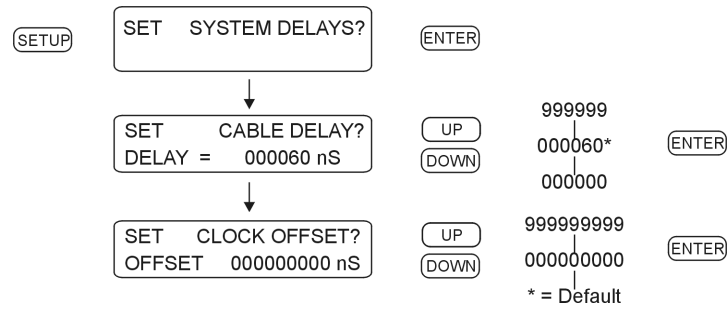 SETUP
SET SYSTEM DELAYS?
ENTER
SET CABLE DELAY?
DELAY = 000060 nS
UP
DOWN
999999
000060*
000000
ENTER
SET CLOCK OFFSET?
OFFSET 000000000 nS
UP
DOWN
999999999
000000000
* = Default
ENTER